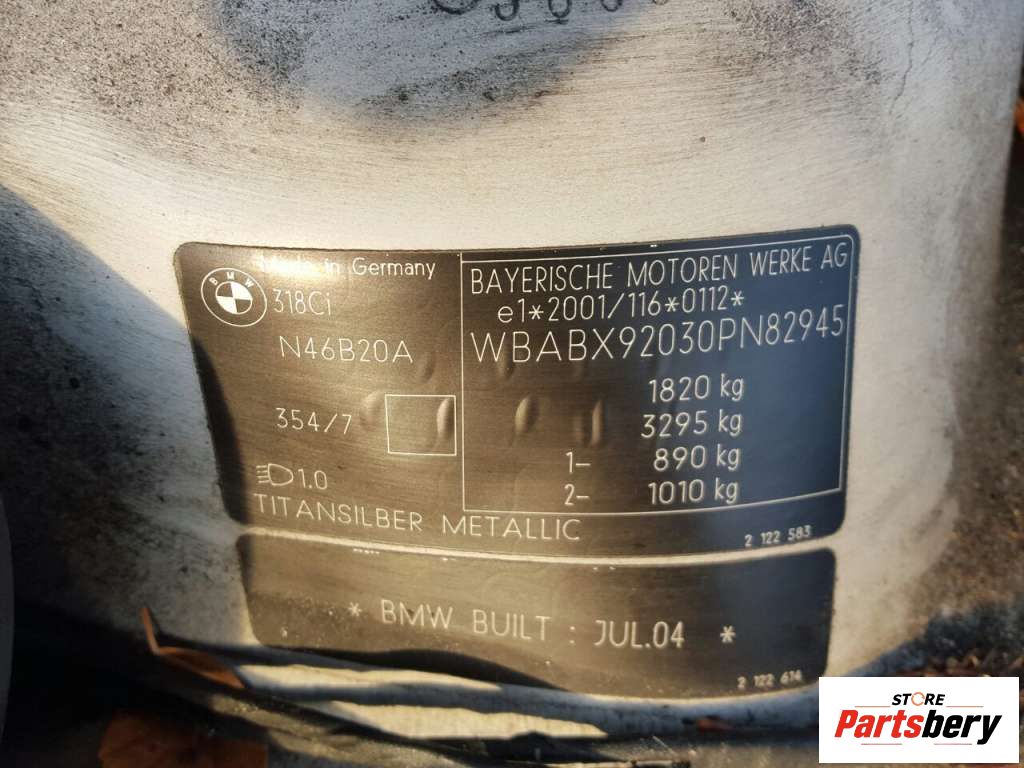 Made in Germany
BMW
318Ci
N46B20A
354/7
1.0
TITANSILBER METALLIC
BAYERISCHE MOTOREN WERKE AG
e1*2001/116*0112*
WBABX92030PN82945
1820 kg
3295 kg
1- 890 kg
2- 1010 kg
2 122 583
* BMW BUILT : JUL.04 *
2 122 614
STORE
Partsbery